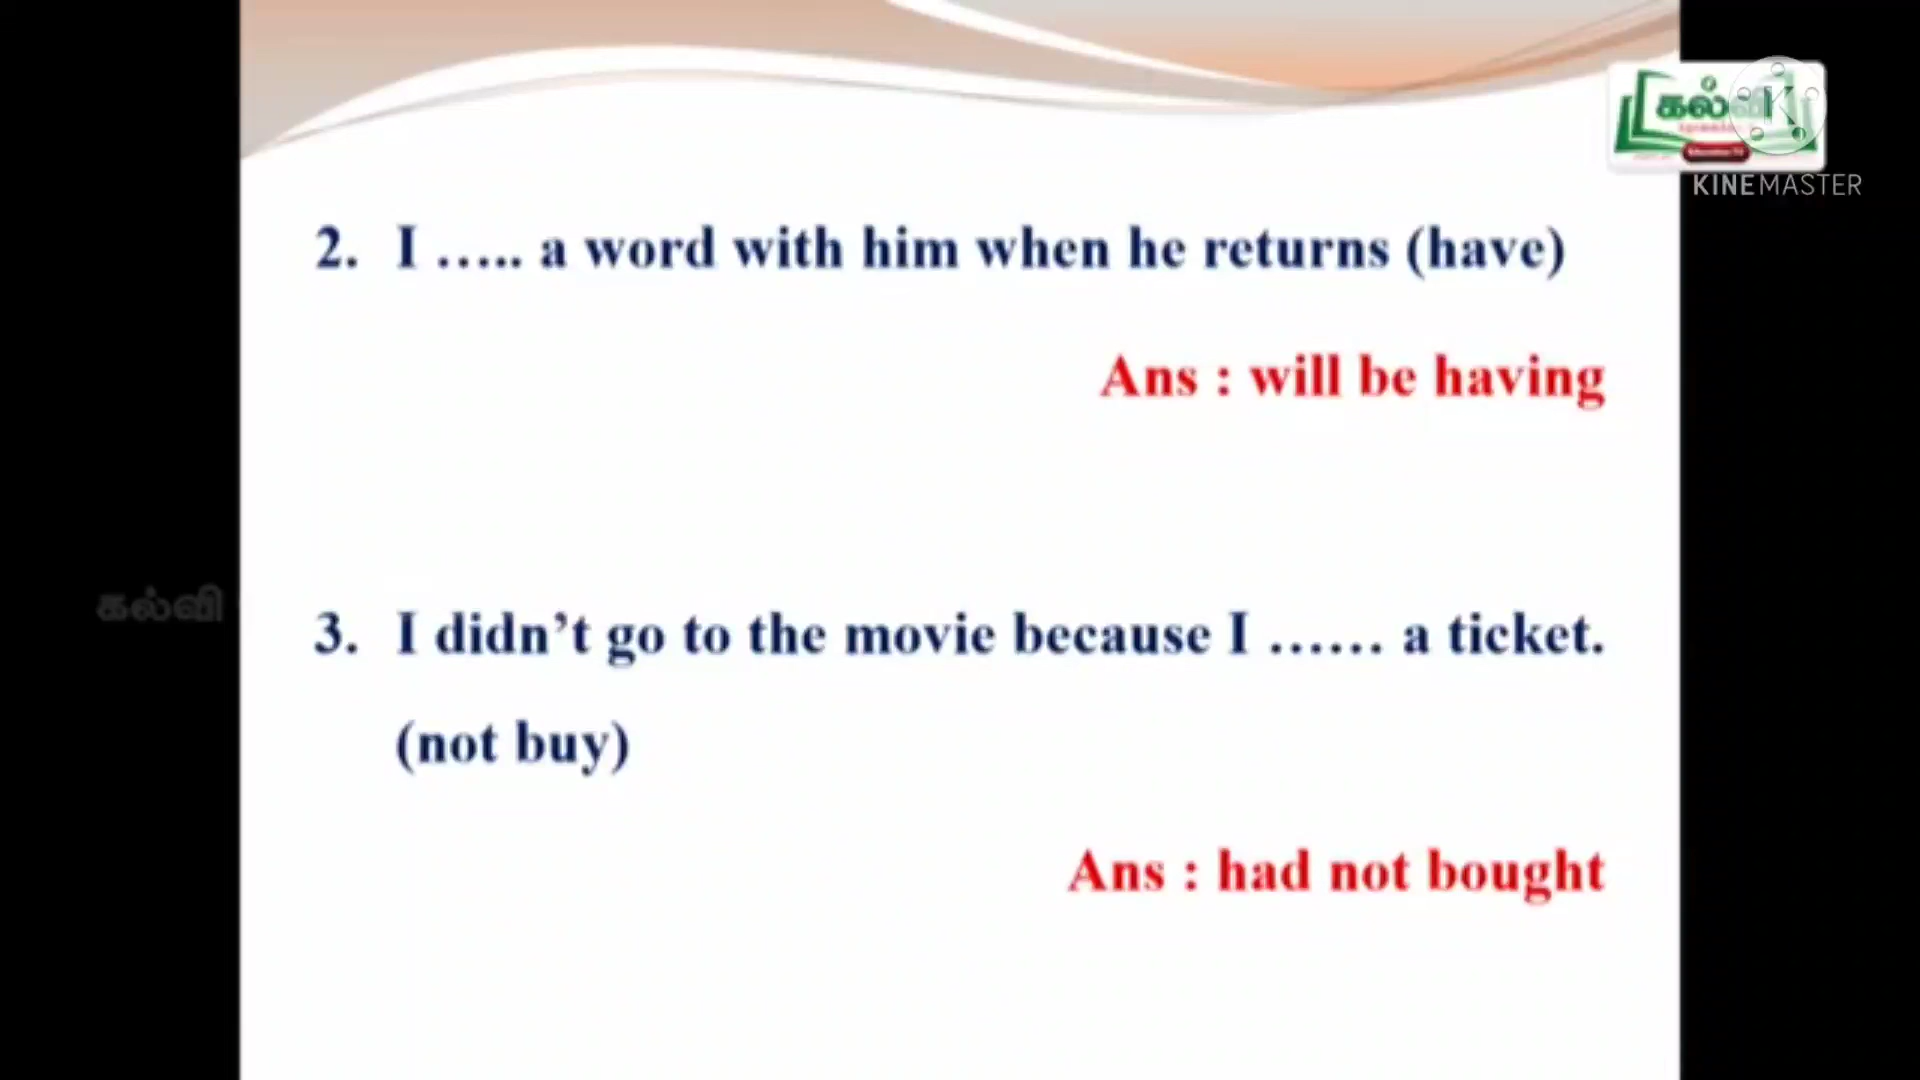 கல்வி
KINEMASTER
2. I ..... a word with him when he returns (have)
Ans : will be having
கல்வி
3. I didn’t go to the movie because I ...... a ticket.
(not buy)
Ans : had not bought